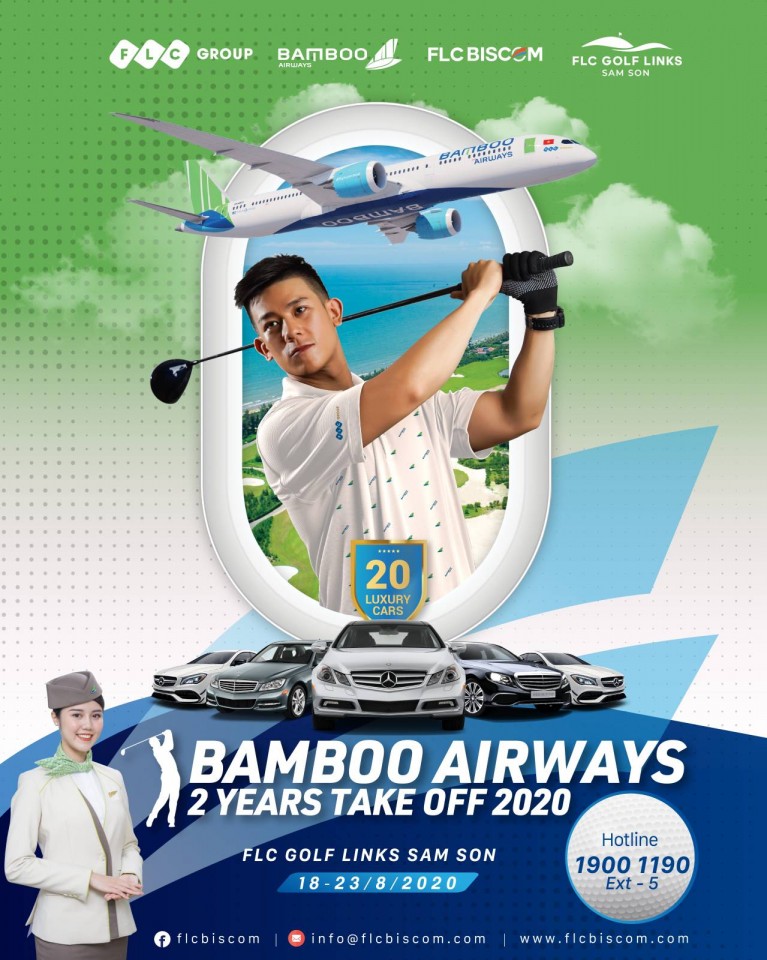 FLC GROUP
BAMBOO
AIRWAYS
FLC BISCOM
FLC GOLF LINKS
SAM SON
BAMBOO
AIRWAYS
BAMBOO
FLC
20
LUXURY
CARS
BAMBOO AIRWAYS
2 YEARS TAKE OFF 2020
FLC GOLF LINKS SAM SON
18-23/8/2020
Hotline
1900 1190
Ext - 5
flcbiscom | info@flcbiscom.com | www.flcbiscom.com